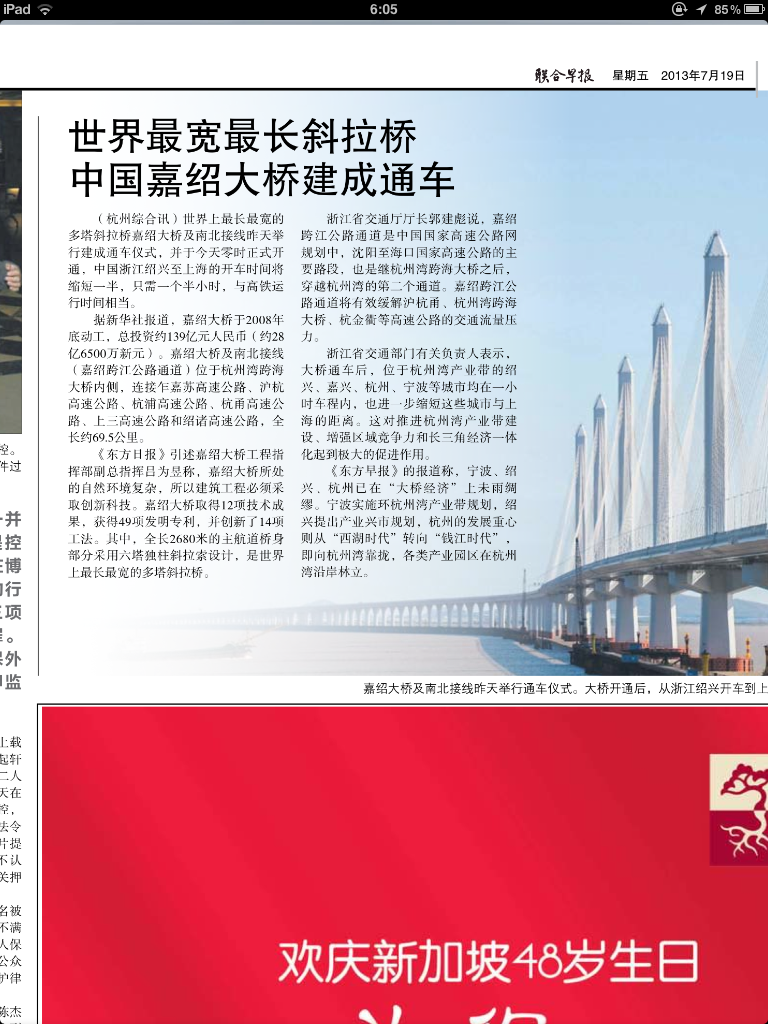 iPad
6:05
85%
联合早报 星期五 2013年7月19日
世界最宽最长斜拉桥
中国嘉绍大桥建成通车
（杭州综合讯）世界上最长最宽的
多塔斜拉桥嘉绍大桥及南北接线昨天举
行建成通车仪式，并于今天零时正式开
通，中国浙江绍兴至上海的开车时间将
缩短一半，只需一个半小时，与高铁运
行时间相当。
据新华社报道，嘉绍大桥于2008年
底动工，总投资约139亿元人民币（约28
亿6500万新元）。嘉绍大桥及南北接线
（嘉绍跨江公路通道）位于杭州湾跨海
大桥内侧，连接乍嘉苏高速公路、沪杭
高速公路、杭浦高速公路、杭甬高速公
路、上三高速公路和绍诸高速公路，全
长约69.5公里。
《东方日报》引述嘉绍大桥工程指
挥部副总指挥吕为昱称，嘉绍大桥所处
的自然环境复杂，所以建筑工程必须采
取创新科技。嘉绍大桥取得12项技术成
果，获得49项发明专利，并创新了14项
工法。其中，全长2680米的主航道桥身
部分采用六塔独柱斜拉索设计，是世界
上最长最宽的多塔斜拉桥。
浙江省交通厅厅长郭建彪说，嘉绍
跨江公路通道是中国国家高速公路网
规划中，沈阳至海口国家高速公路的主
要路段，也是继杭州湾跨海大桥之后，
穿越杭州湾的第二个通道。嘉绍跨江公
路通道将有效缓解沪杭甬、杭州湾跨海
大桥、杭金衢等高速公路的交通流量压
力。
浙江省交通部门有关负责人表示，
大桥通车后，位于杭州湾产业带的绍
兴、嘉兴、杭州、宁波等城市均在一小
时车程内，也进一步缩短这些城市与上
海的距离。这对推进杭州湾产业带建
设、增强区域竞争力和长三角经济一体
化起到极大的促进作用。
《东方早报》的报道称，宁波、绍
兴、杭州已在“大桥经济”上未雨绸
缪。宁波实施环杭州湾产业带规划，绍
兴提出产业兴市规划，杭州的发展重心
则从“西湖时代”转向“钱江时代”，
即向杭州湾靠拢，各类产业园区在杭州
湾沿岸林立。
嘉绍大桥及南北接线昨天举行通车仪式。大桥开通后，从浙江绍兴开车到上
控。
件过
并
控
博
行
项
。
外
监
上载
起轩
二人
天在
控，
法令
片提
不认
关押
名被
不满
人保
公众
护律
陈杰
欢庆新加坡48岁生日